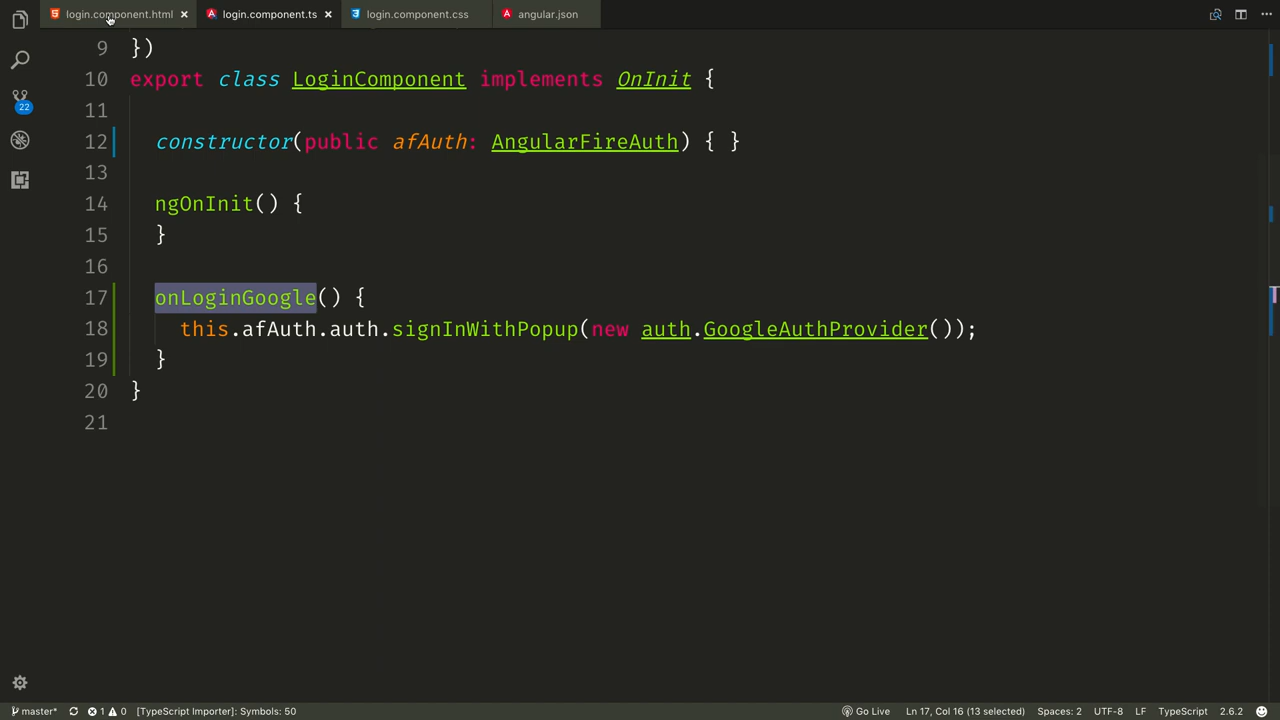 login.component.html
login.component.ts
login.component.css
angular.json
9 })
10 export class LoginComponent implements OnInit {
11
12 constructor(public afAuth: AngularFireAuth) { }
13
14 ngOnInit() {
15 }
16
17 onLoginGoogle() {
18 this.afAuth.auth.signInWithPopup(new auth.GoogleAuthProvider());
19 }
20 }
21
22
master* 1 0 [TypeScript Importer]: Symbols: 50 Go Live Ln 17, Col 16 (13 selected) Spaces: 2 UTF-8 LF TypeScript 2.6.2